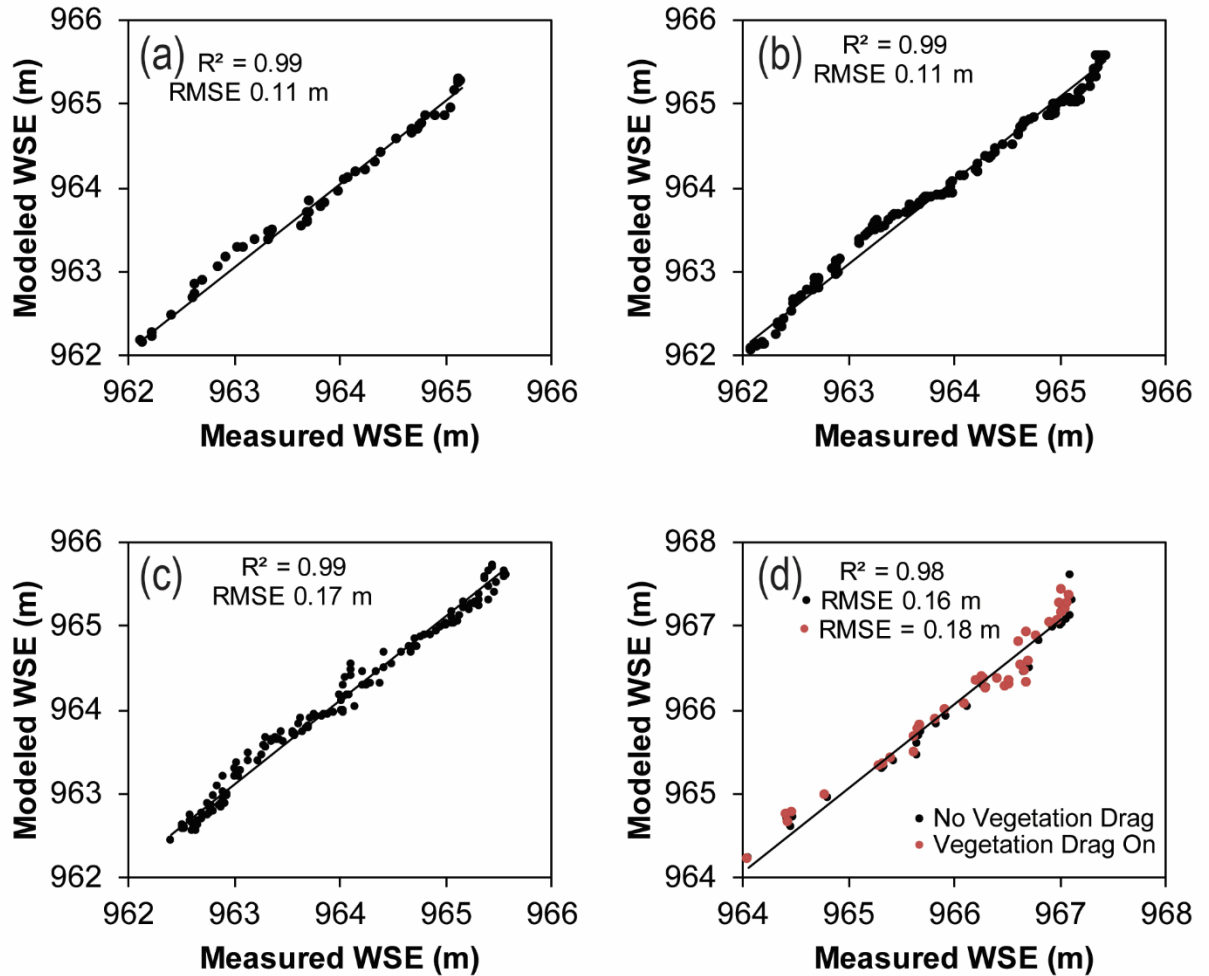 (a)
R² = 0.99
RMSE 0.11 m
966
965
964
963
962
962 963 964 965 966
Modeled WSE (m)
Measured WSE (m)
(b)
R² = 0.99
RMSE 0.11 m
966
965
964
963
962
962 963 964 965 966
Modeled WSE (m)
Measured WSE (m)
(c)
R² = 0.99
RMSE 0.17 m
966
965
964
963
962
962 963 964 965 966
Modeled WSE (m)
Measured WSE (m)
(d)
R² = 0.98
RMSE 0.16 m
RMSE = 0.18 m
968
967
966
965
964
964 965 966 967 968
No Vegetation Drag
Vegetation Drag On
Modeled WSE (m)
Measured WSE (m)